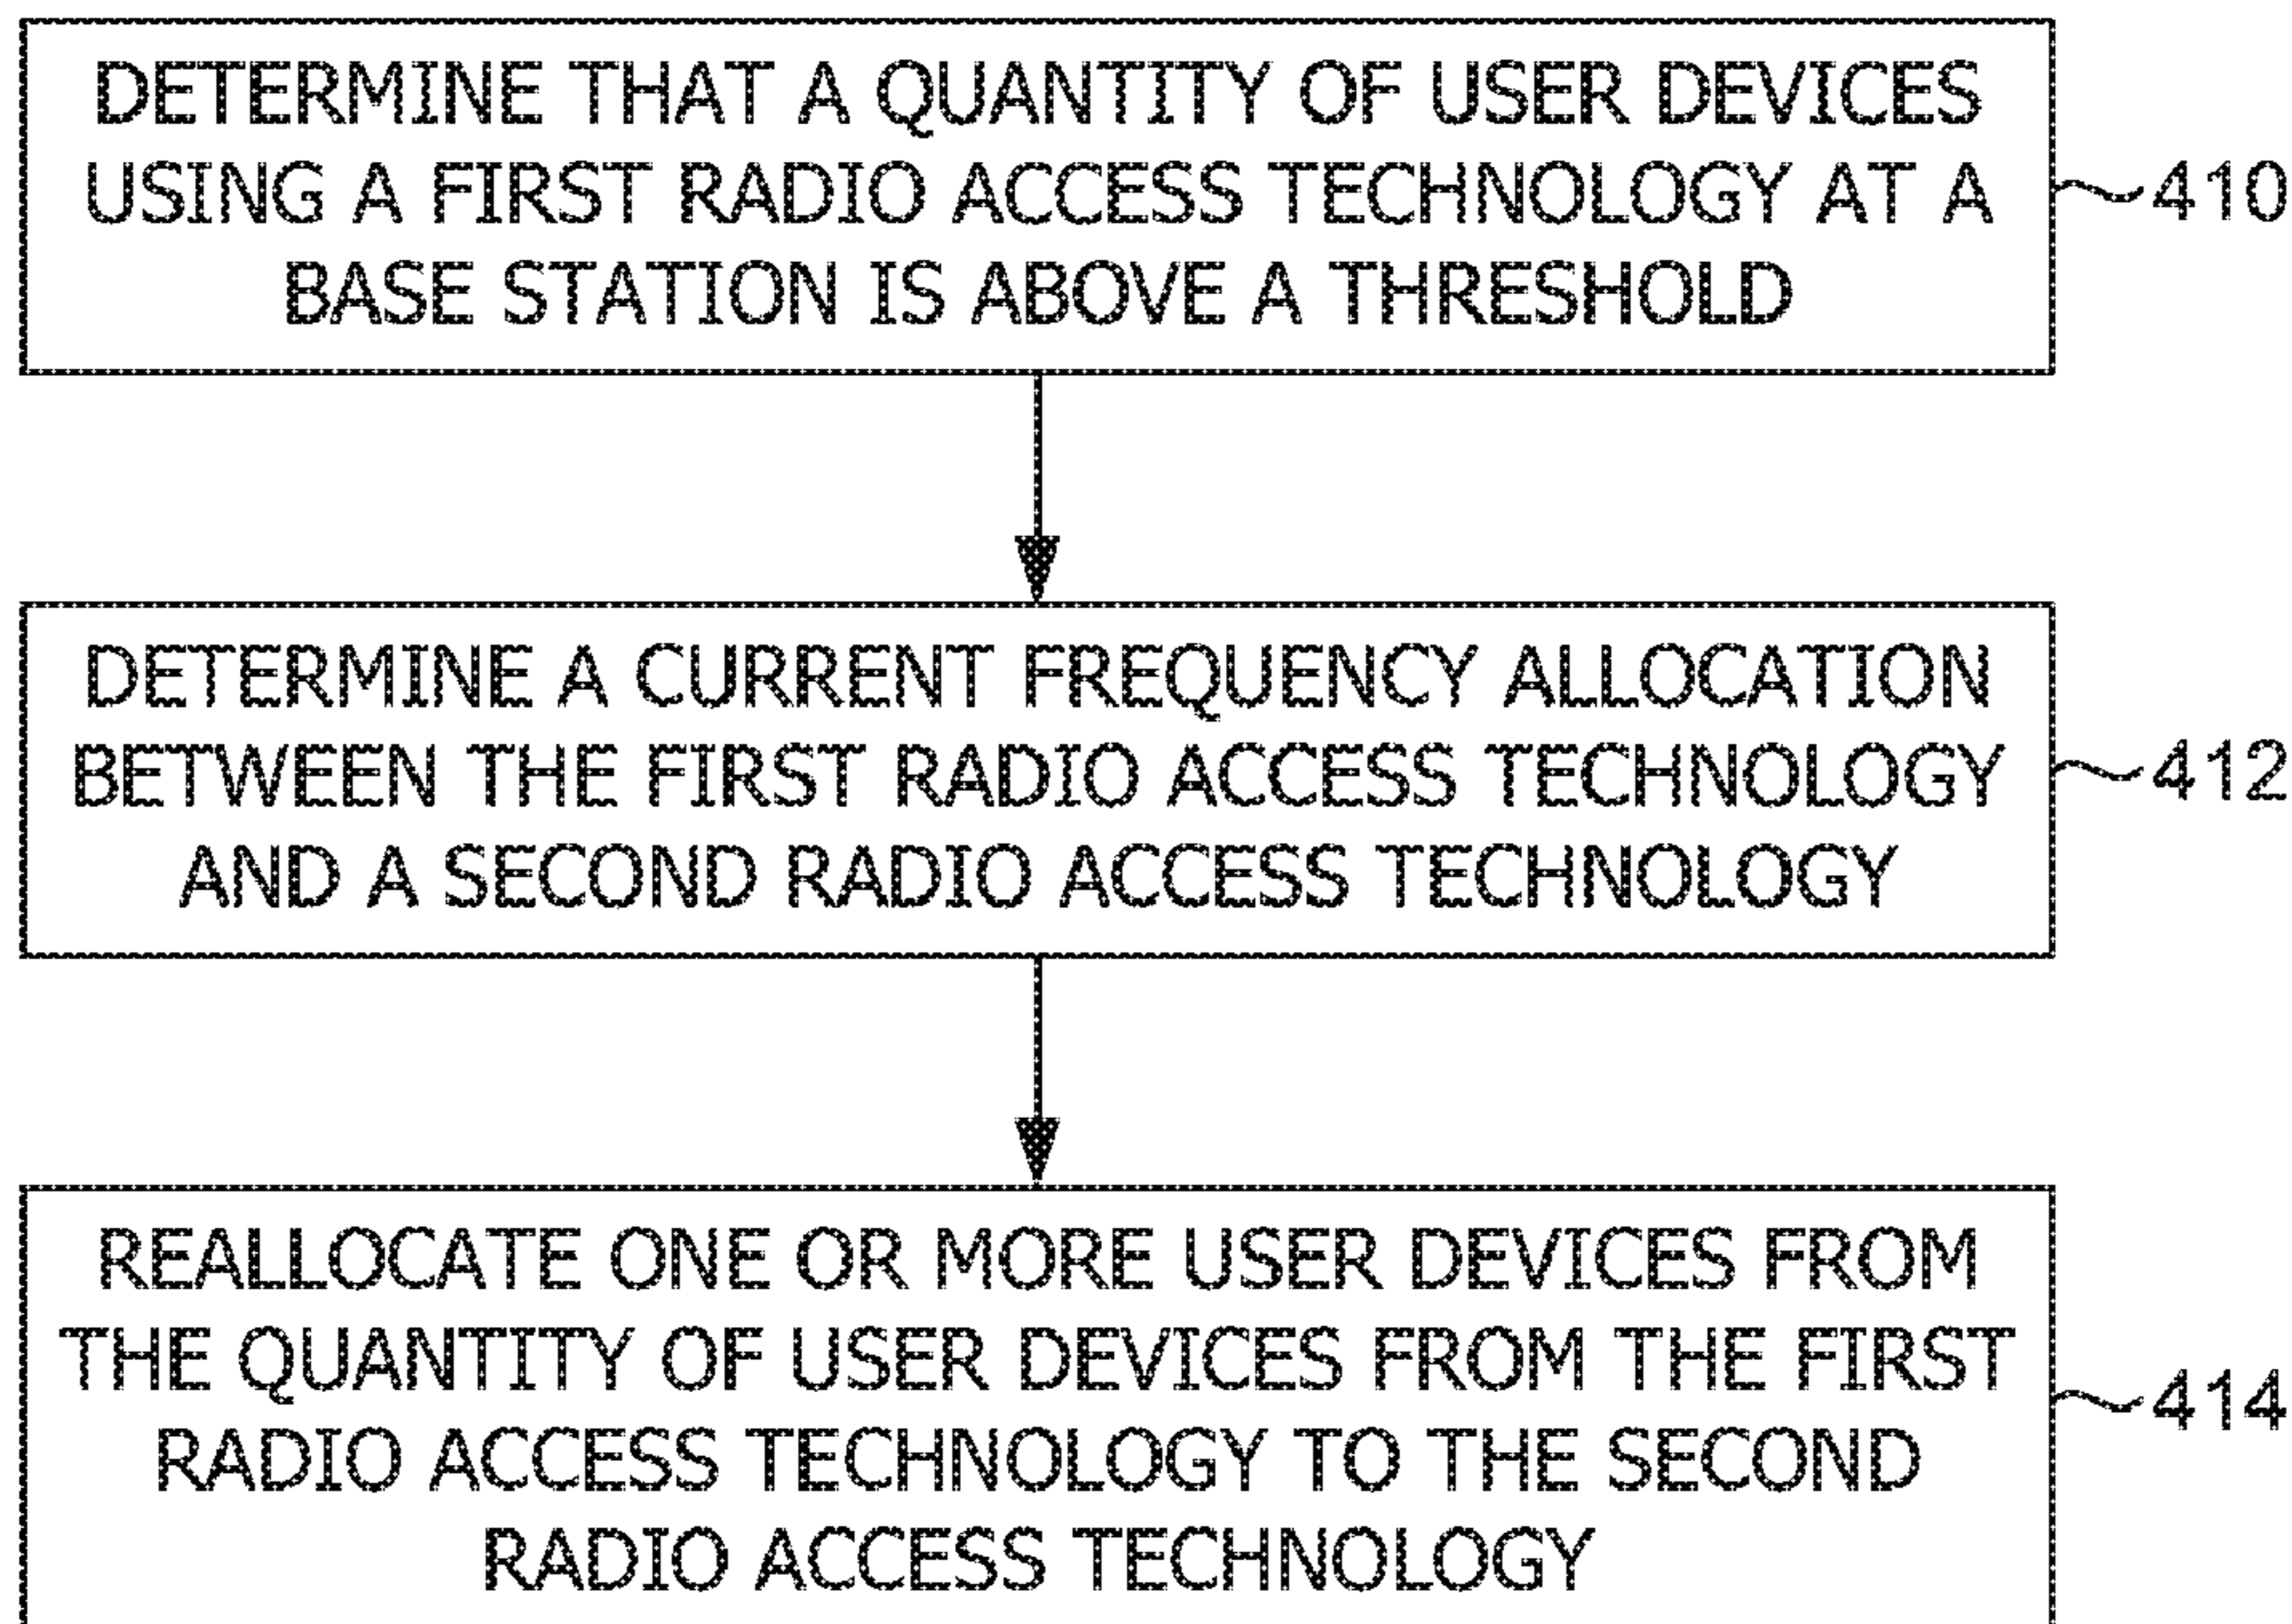 DETERMINE THAT A QUANTITY OF USER DEVICES
USING A FIRST RADIO ACCESS TECHNOLOGY AT A
BASE STATION IS ABOVE A THRESHOLD
410
DETERMINE A CURRENT FREQUENCY ALLOCATION
BETWEEN THE FIRST RADIO ACCESS TECHNOLOGY
AND A SECOND RADIO ACCESS TECHNOLOGY
412
REALLOCATE ONE OR MORE USER DEVICES FROM
THE QUANTITY OF USER DEVICES FROM THE FIRST
RADIO ACCESS TECHNOLOGY TO THE SECOND
RADIO ACCESS TECHNOLOGY
414